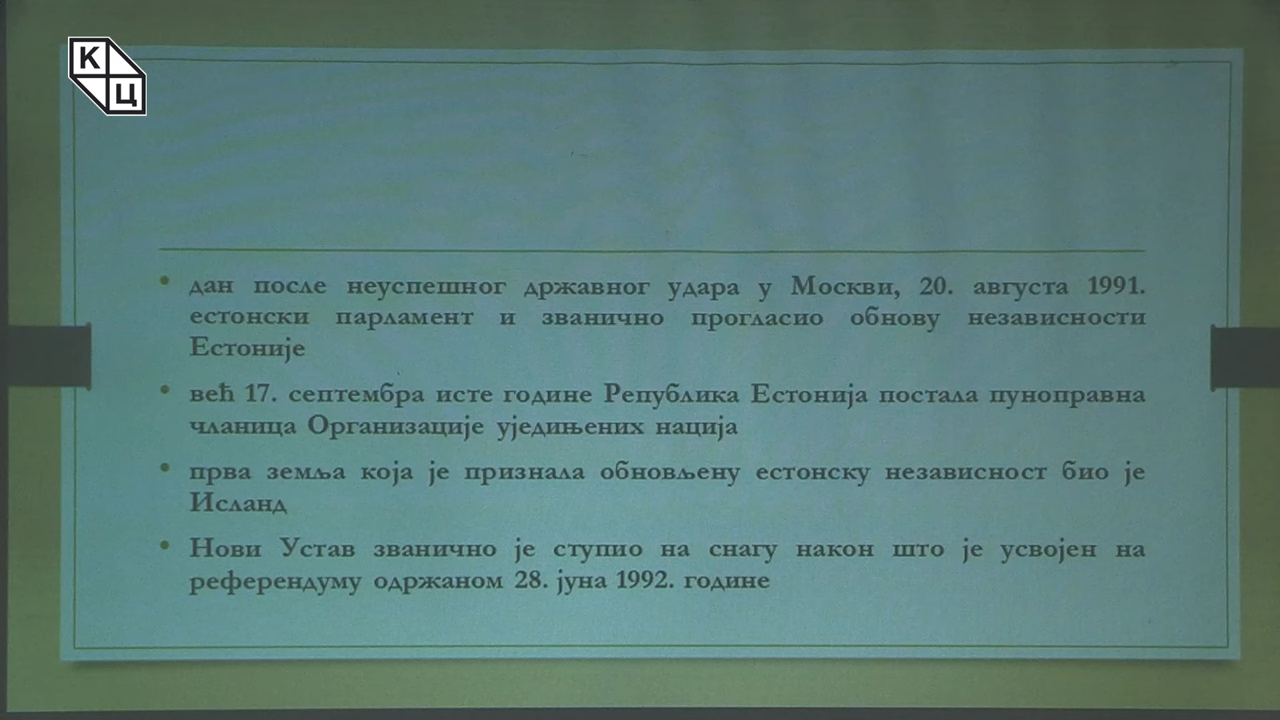 К
Ц
дан после неуспешног државног удара у Москви, 20. августа 1991.
естонски парламент и званично прогласио обнову независности
Естоније
већ 17. септембра исте године Република Естонија постала пуноправна
чланица Организације уједињених нација
прва земља која је признала обновљену естонску независност био је
Исланд
Нови Устав званично је ступио на снагу након што је усвојен на
референдуму одржаном 28. јуна 1992. године